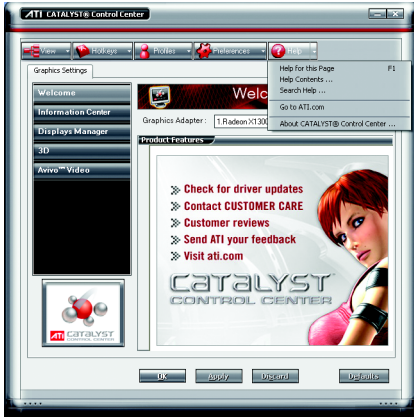 ATI CATALYST® Control Center
View Hotkeys Profiles Preferences Help
Graphics Settings
Help for this Page F1
Help Contents ...
Search Help ...
Go to ATI.com
About CATALYST® Control Center ...
Welcome
Information Center
Displays Manager
3D
Avivo™ Video
Welc
Graphics Adapter: 1.Radeon X1300
Product Features
Check for driver updates
Contact CUSTOMER CARE
Customer reviews
Send ATI your feedback
Visit ati.com
CATALYST
CONTROL CENTER
ATI CATALYST
CONTROL CENTER
OK Apply Discard Defaults